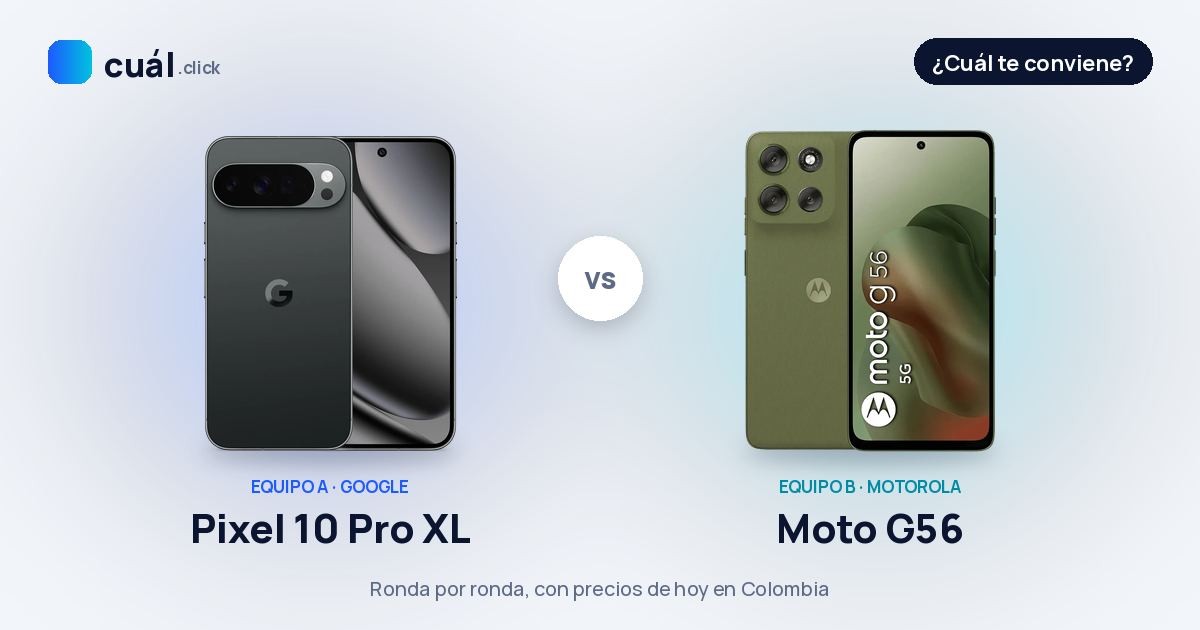 cuál.click
¿Cuál te conviene?
VS
moto g 56
5G
EQUIPO A · GOOGLE
Pixel 10 Pro XL
EQUIPO B · MOTOROLA
Moto G56
Ronda por ronda, con precios de hoy en Colombia